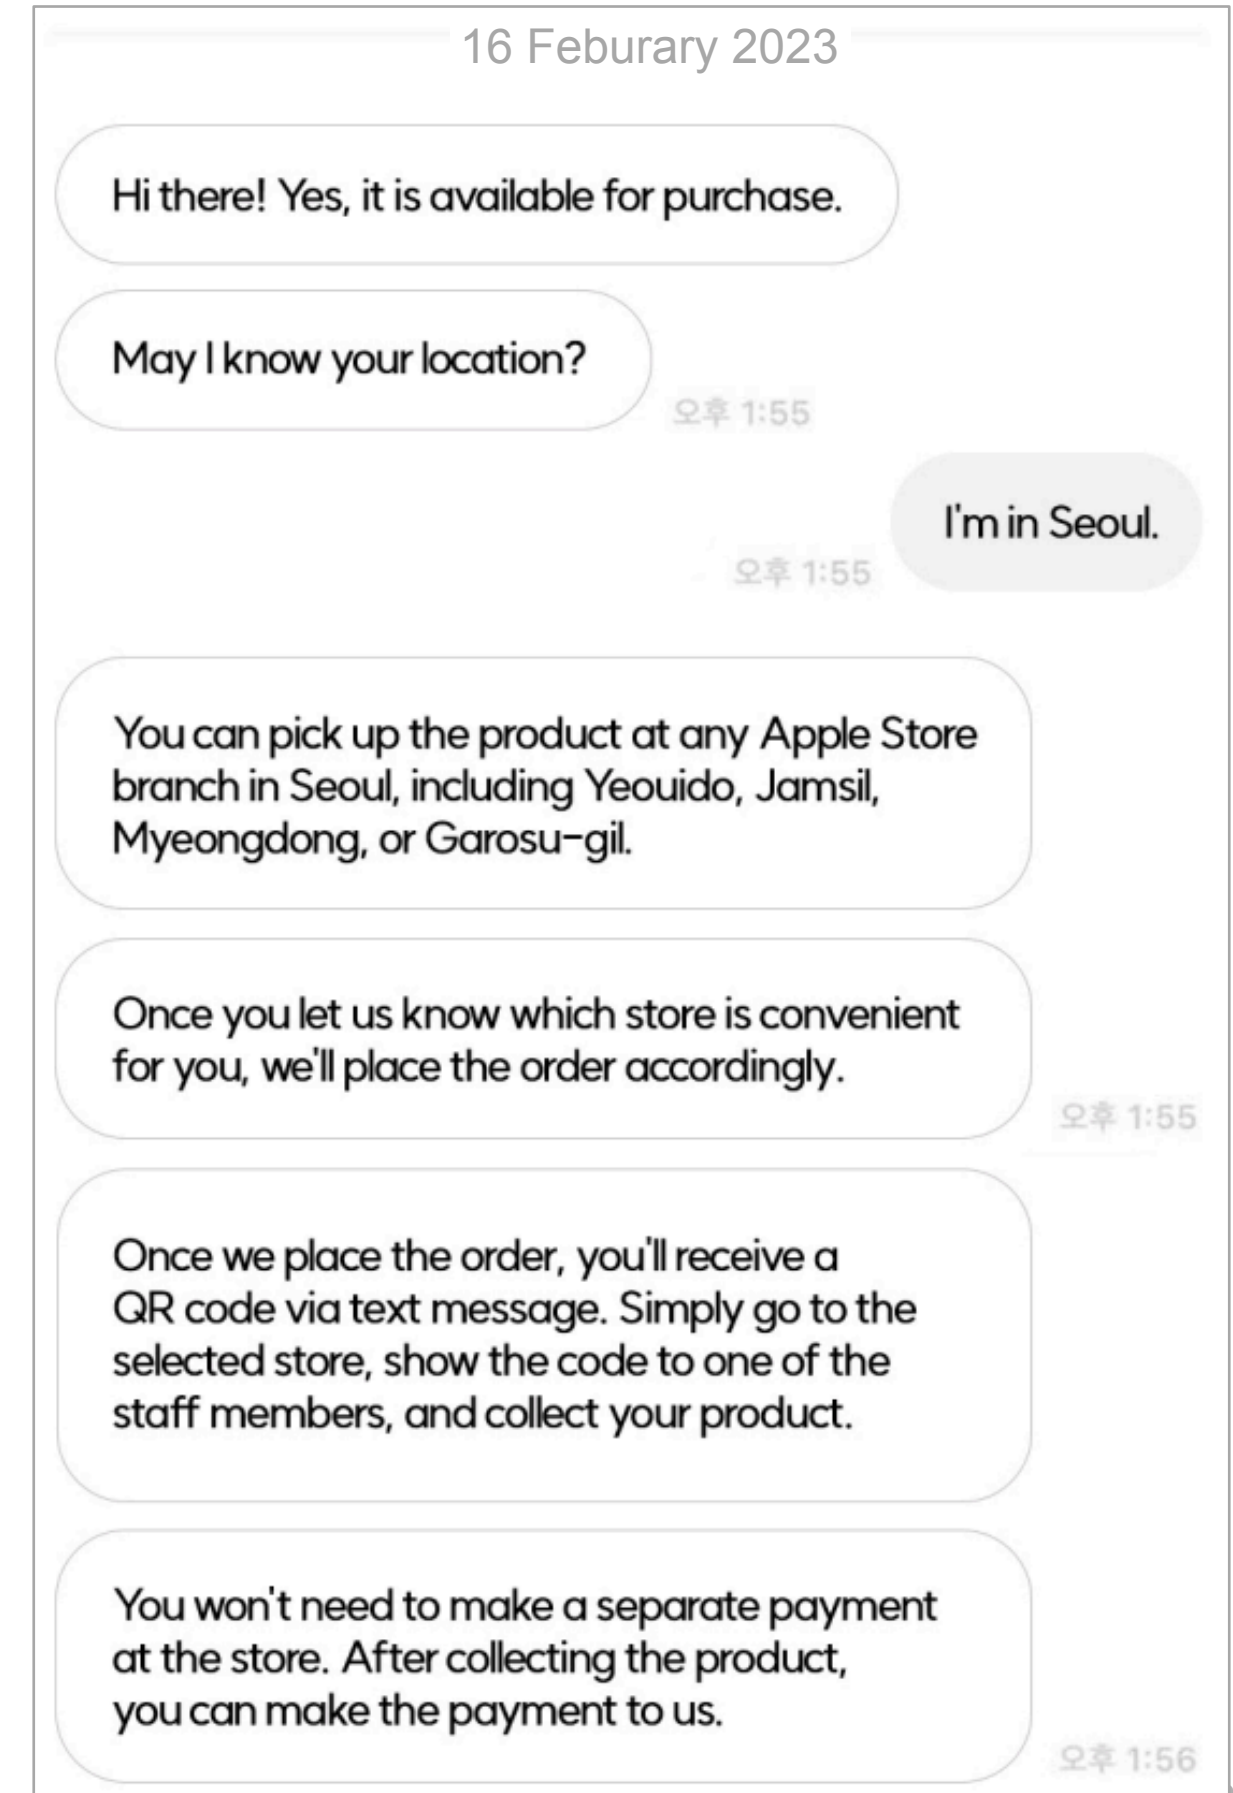 16 Feburary 2023
Hi there! Yes, it is available for purchase.
May I know your location?
오후 1:55
I'm in Seoul.
오후 1:55
You can pick up the product at any Apple Store
branch in Seoul, including Yeouido, Jamsil,
Myeongdong, or Garosu-gil.
Once you let us know which store is convenient
for you, we'll place the order accordingly.
오후 1:55
Once we place the order, you'll receive a
QR code via text message. Simply go to the
selected store, show the code to one of the
staff members, and collect your product.
You won't need to make a separate payment
at the store. After collecting the product,
you can make the payment to us.
오후 1:56